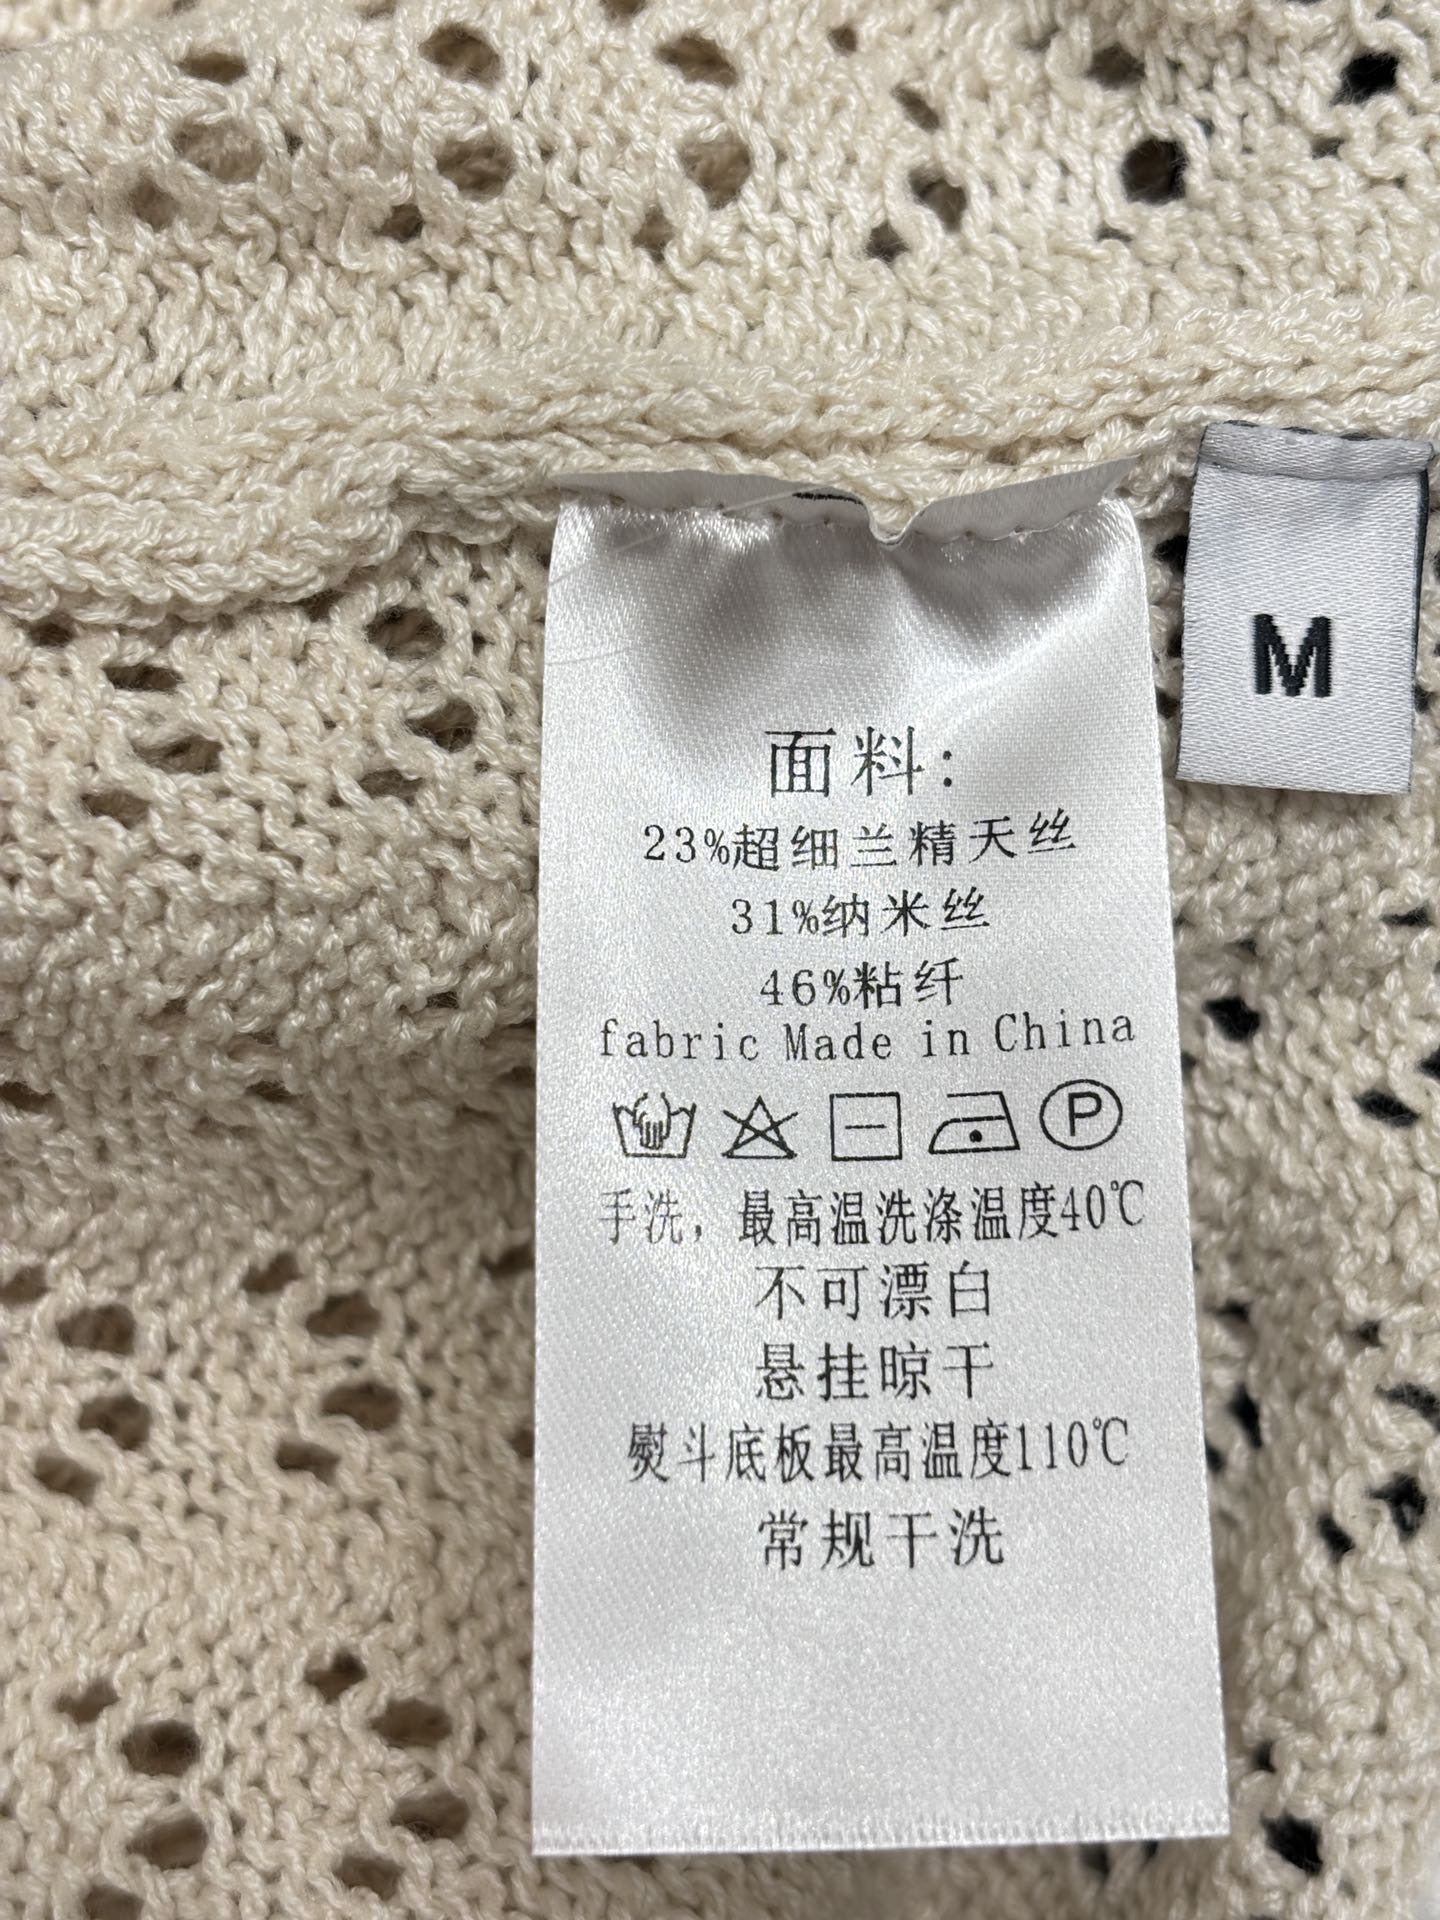 M
面料:
23%超细兰精天丝
31%纳米丝
46%粘纤
fabric Made in China
P
手洗，最高温洗涤温度40℃
不可漂白
悬挂晾干
熨斗底板最高温度110℃
常规干洗